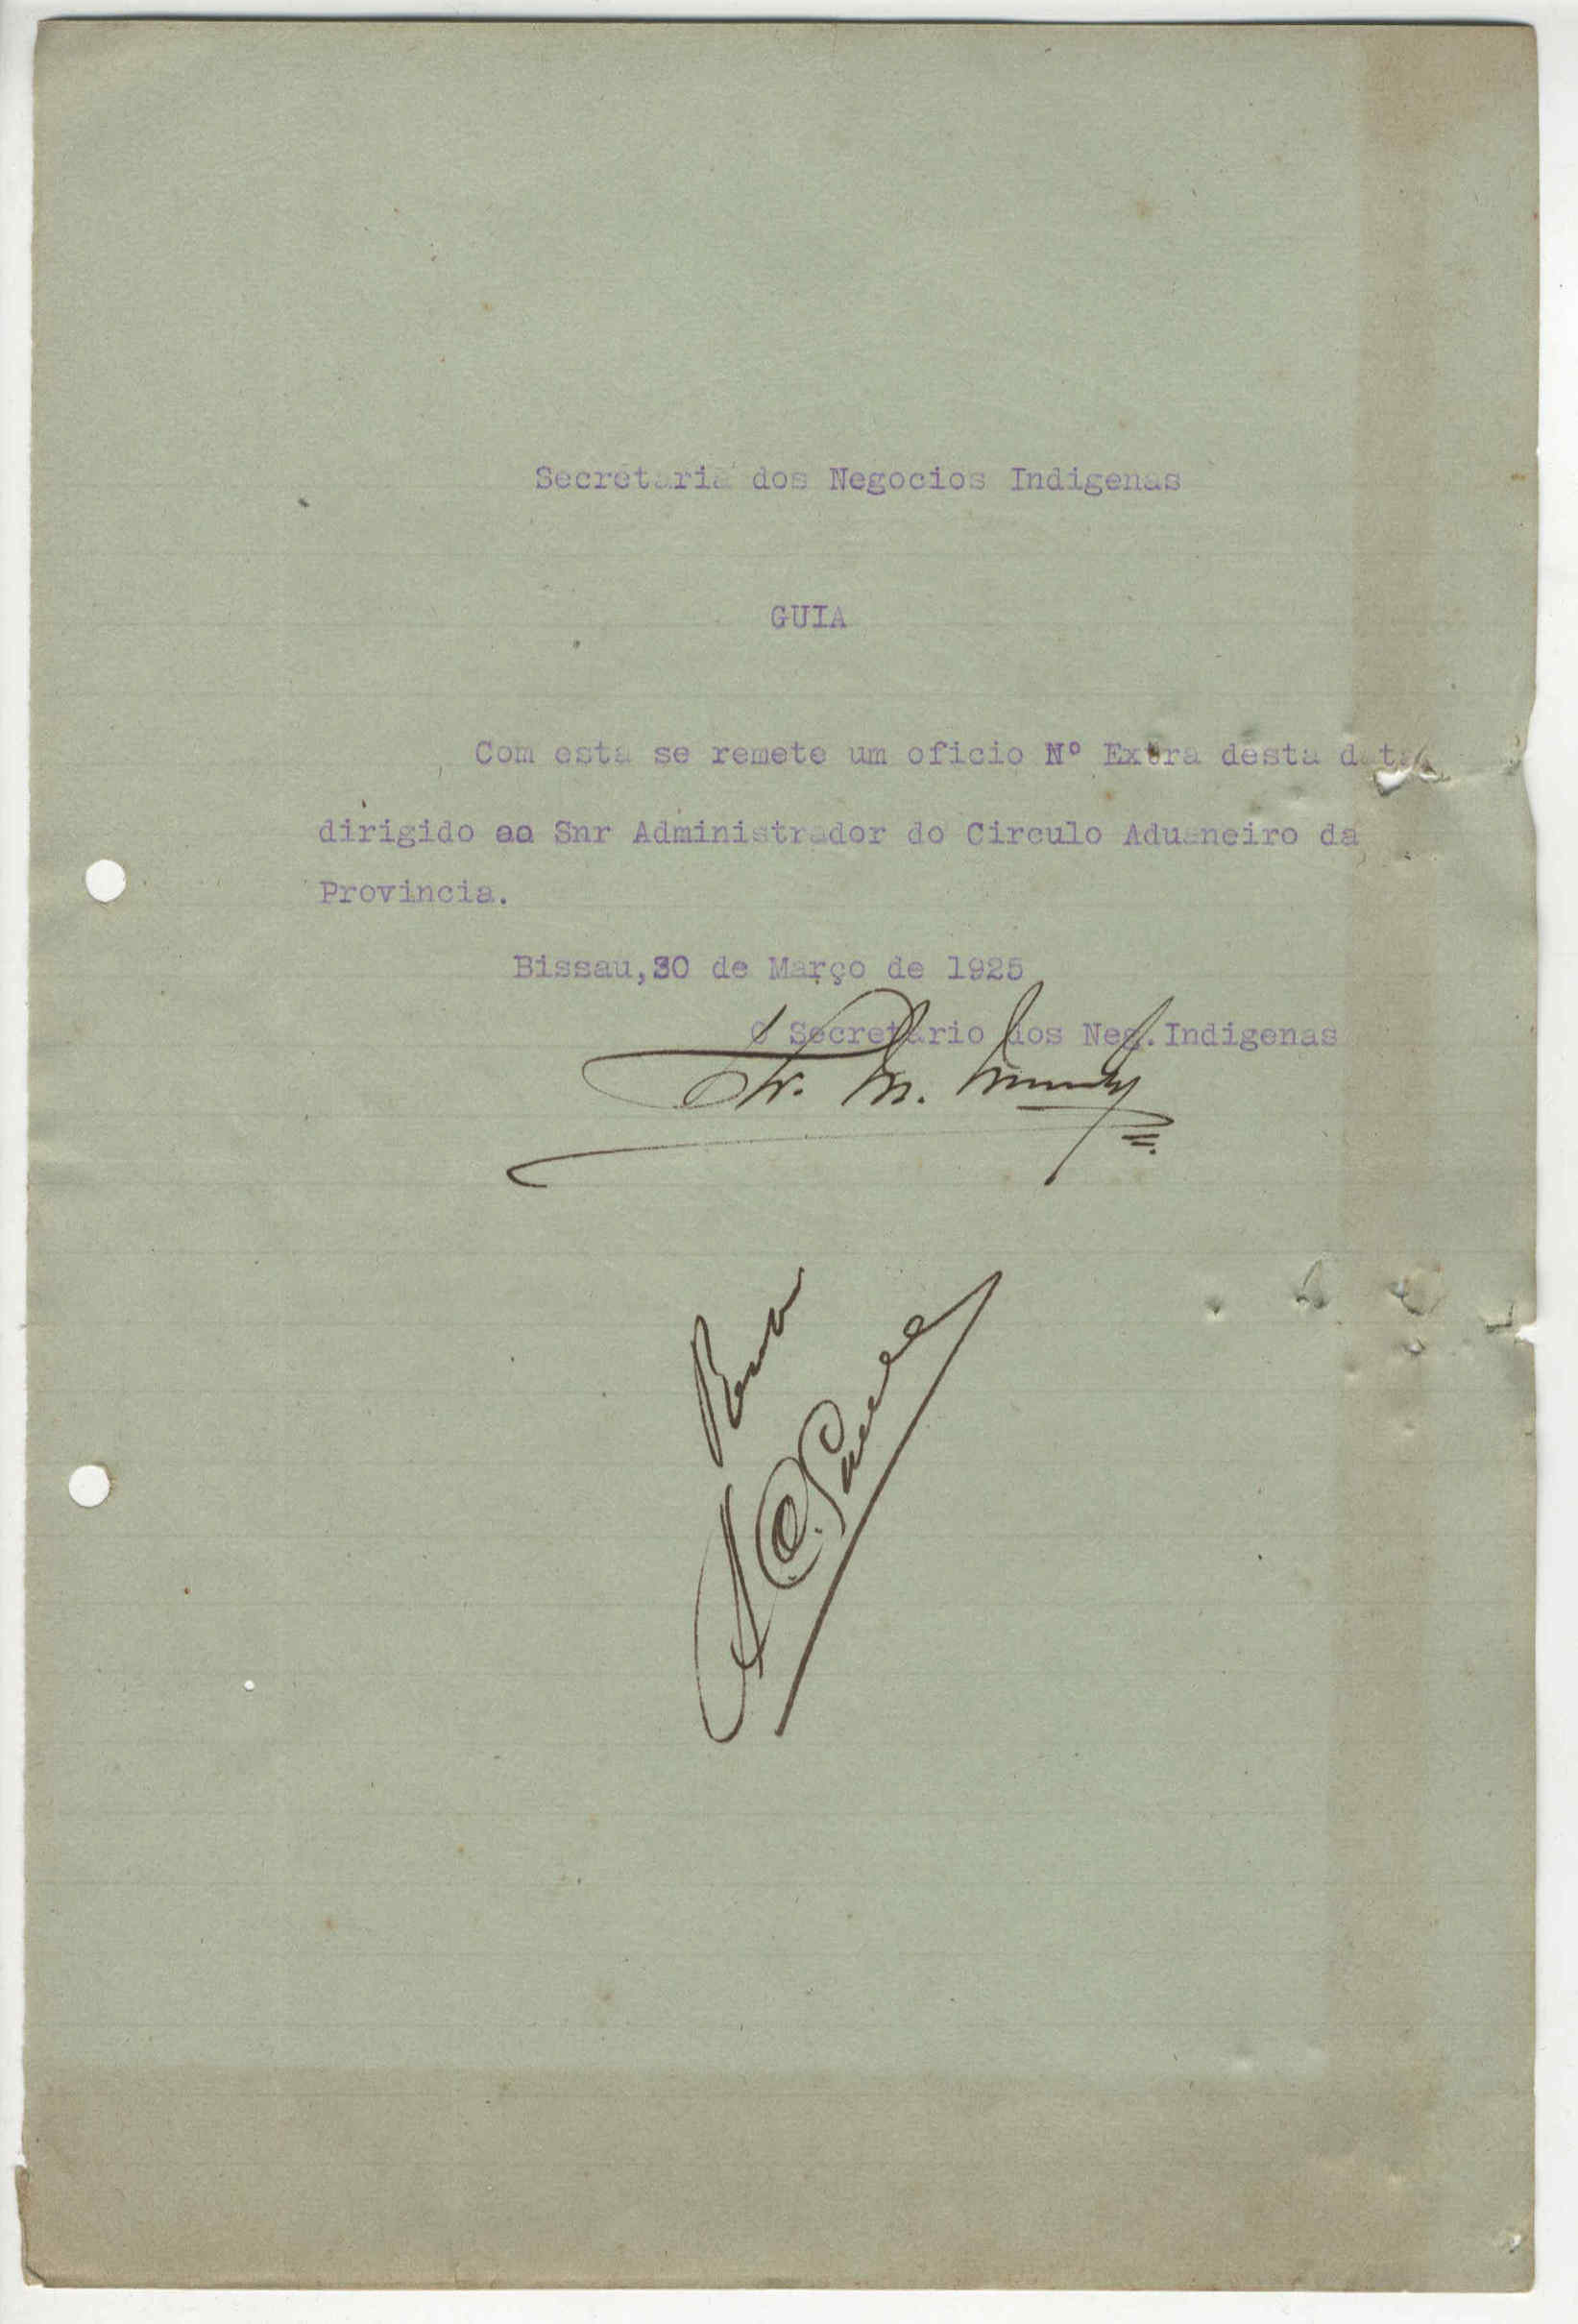 Secretaria dos Negocios Indigenas
GUIA
Com esta se remete um oficio Nº Extra desta data
dirigido ao Snr Administrador do Circulo Aduaneiro da
Provincia.
Bissau,30 de Março de 1925
O Secretario dos Neg.Indigenas